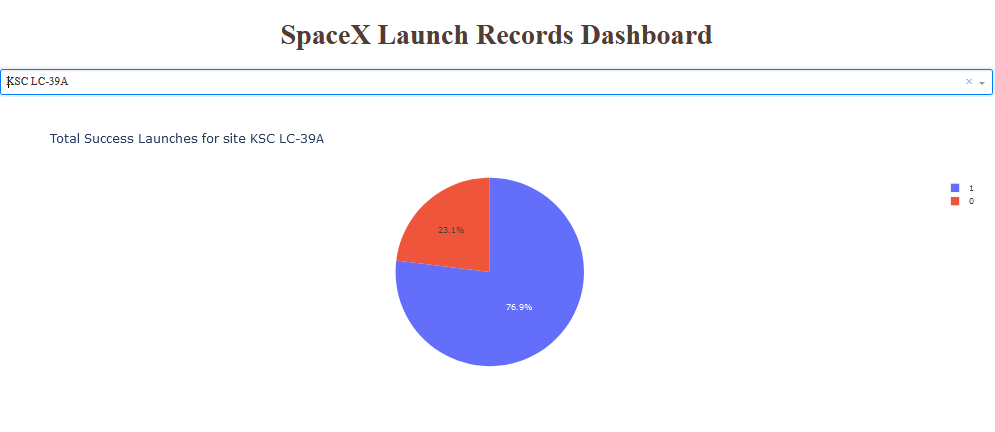 SpaceX Launch Records Dashboard
KSC LC-39A
Total Success Launches for site KSC LC-39A
1
0
23.1%
76.9%